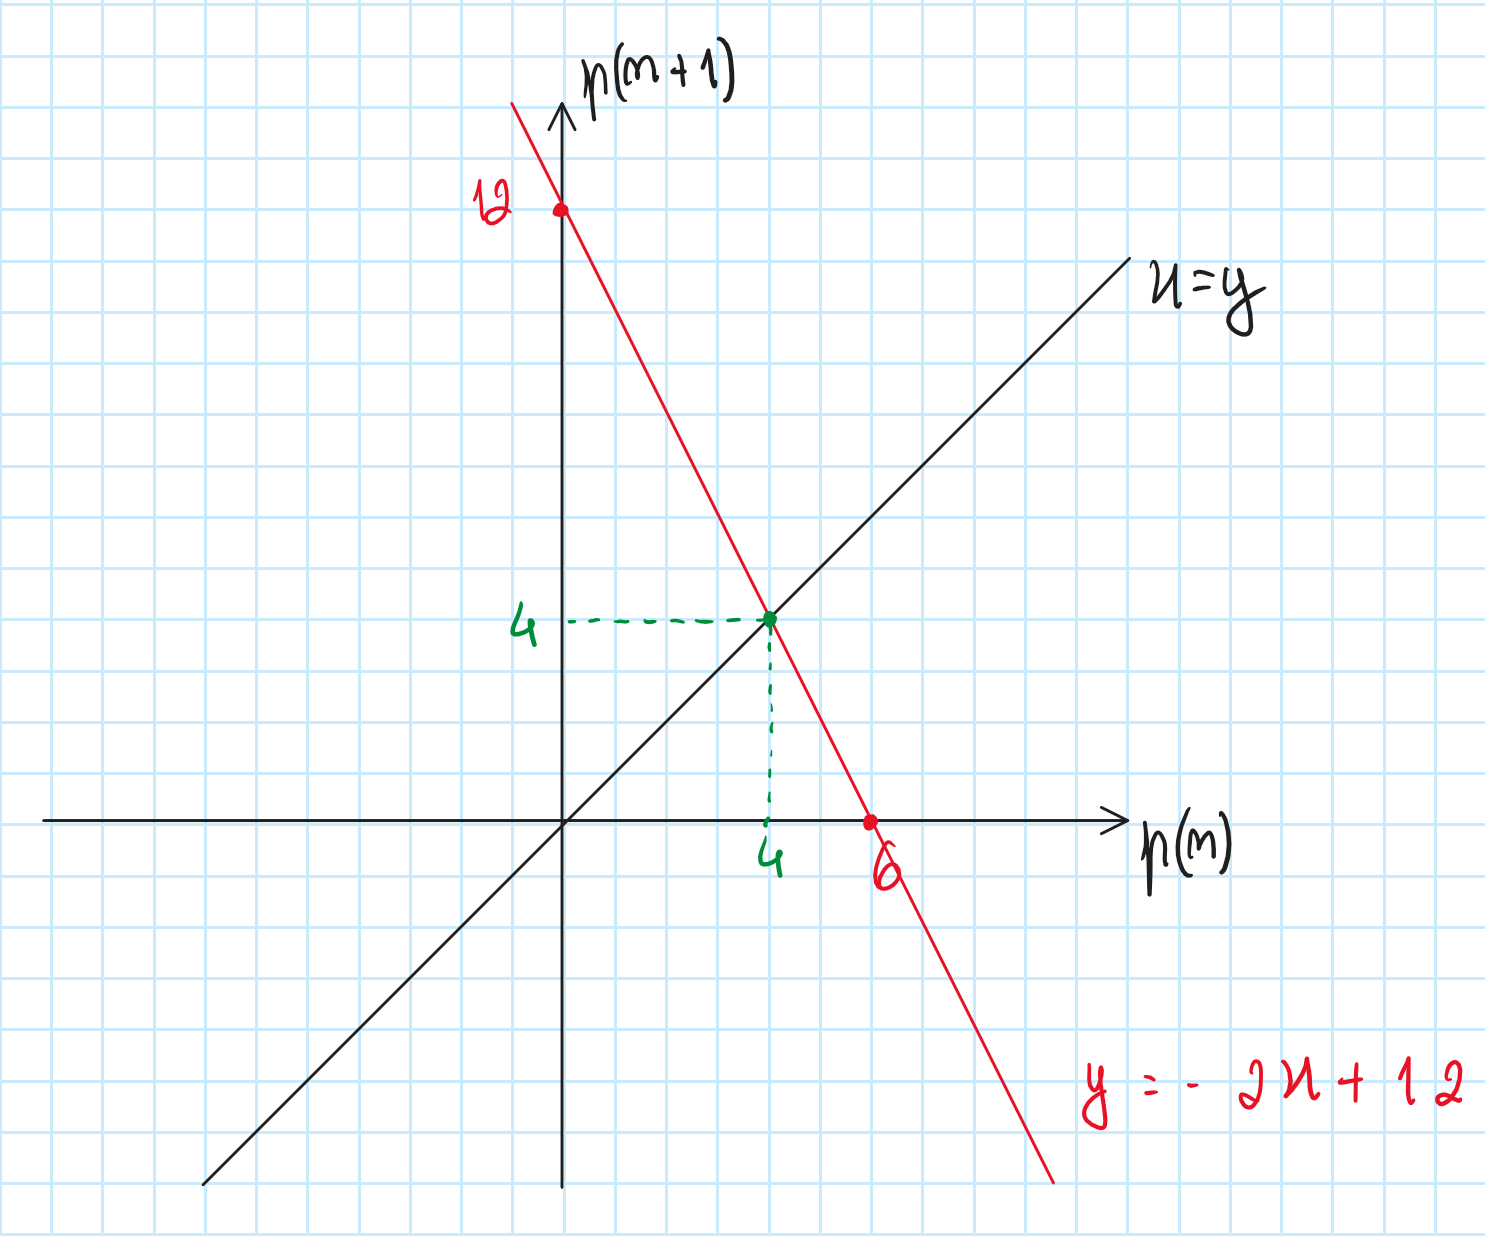 p(n+1)
12
x=y
4
4
6
p(n)
y = - 2x + 12